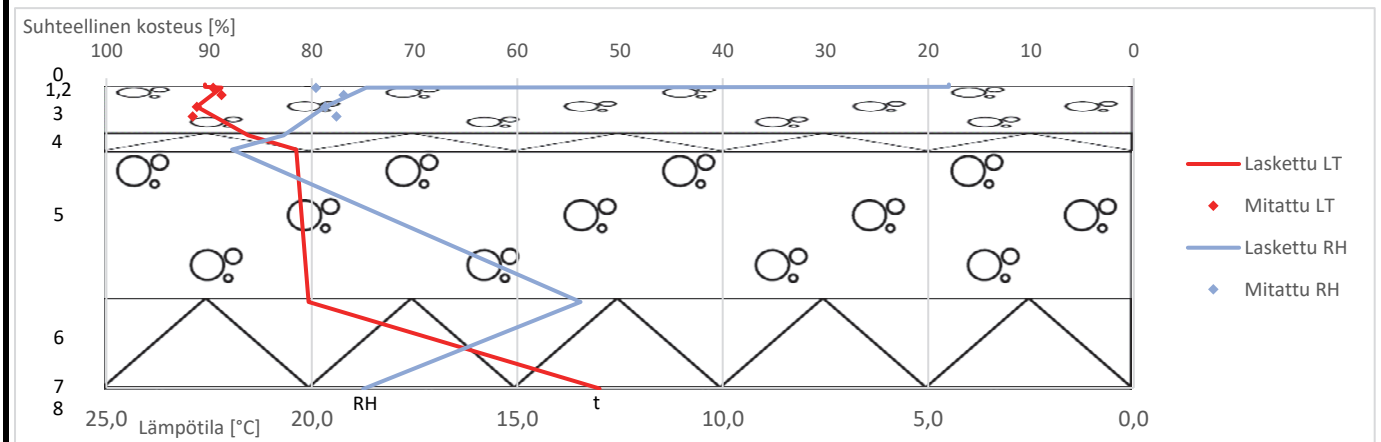 Suhteellinen kosteus [%]
100 90 80 70 60 50 40 30 20 10 0
0
1,2
3
4
5
6
7
8
Laskettu LT
Mitattu LT
Laskettu RH
Mitattu RH
RH t
25,0 20,0 15,0 10,0 5,0 0,0
Lämpötila [°C]